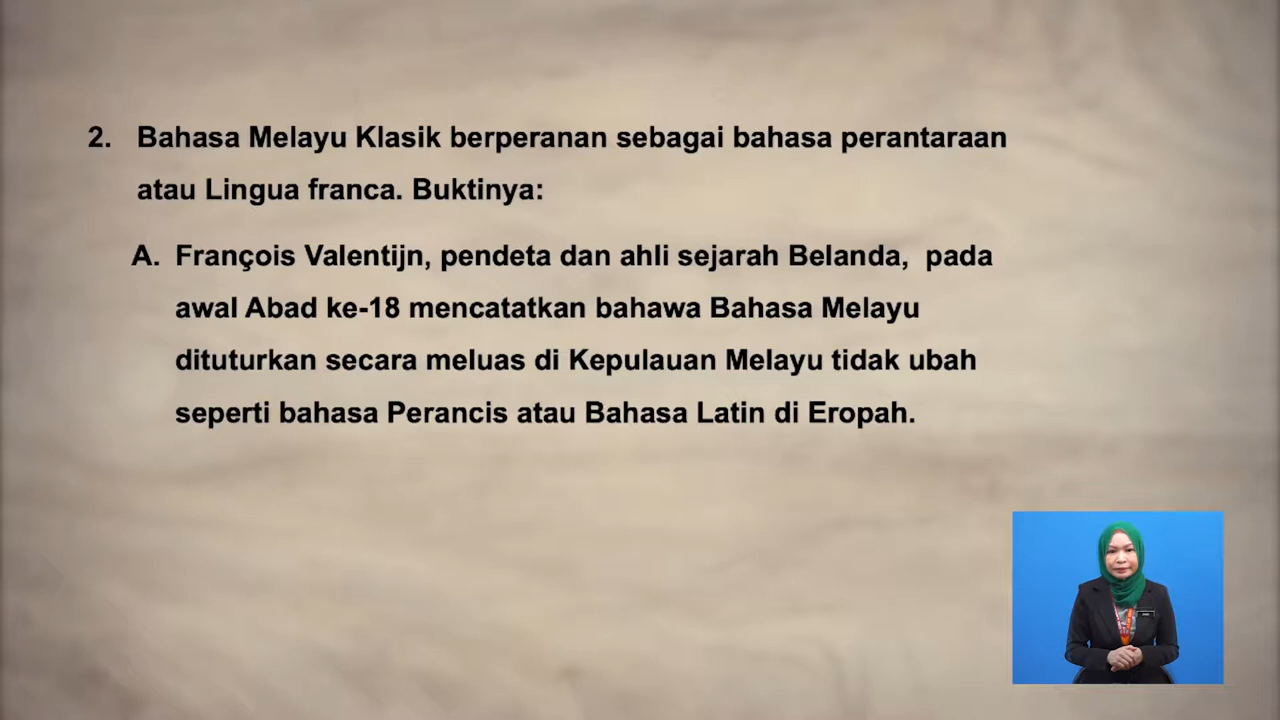 2. Bahasa Melayu Klasik berperanan sebagai bahasa perantaraan
atau Lingua franca. Buktinya:
A. François Valentijn, pendeta dan ahli sejarah Belanda, pada
awal Abad ke-18 mencatatkan bahawa Bahasa Melayu
dituturkan secara meluas di Kepulauan Melayu tidak ubah
seperti bahasa Perancis atau Bahasa Latin di Eropah.